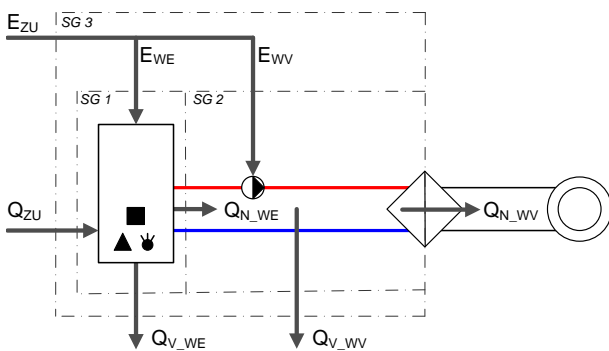 E_ZU
SG 3
E_WE
E_WV
SG 1
SG 2
Q_ZU
Q_N_WE
Q_N_WV
Q_V_WE
Q_V_WV